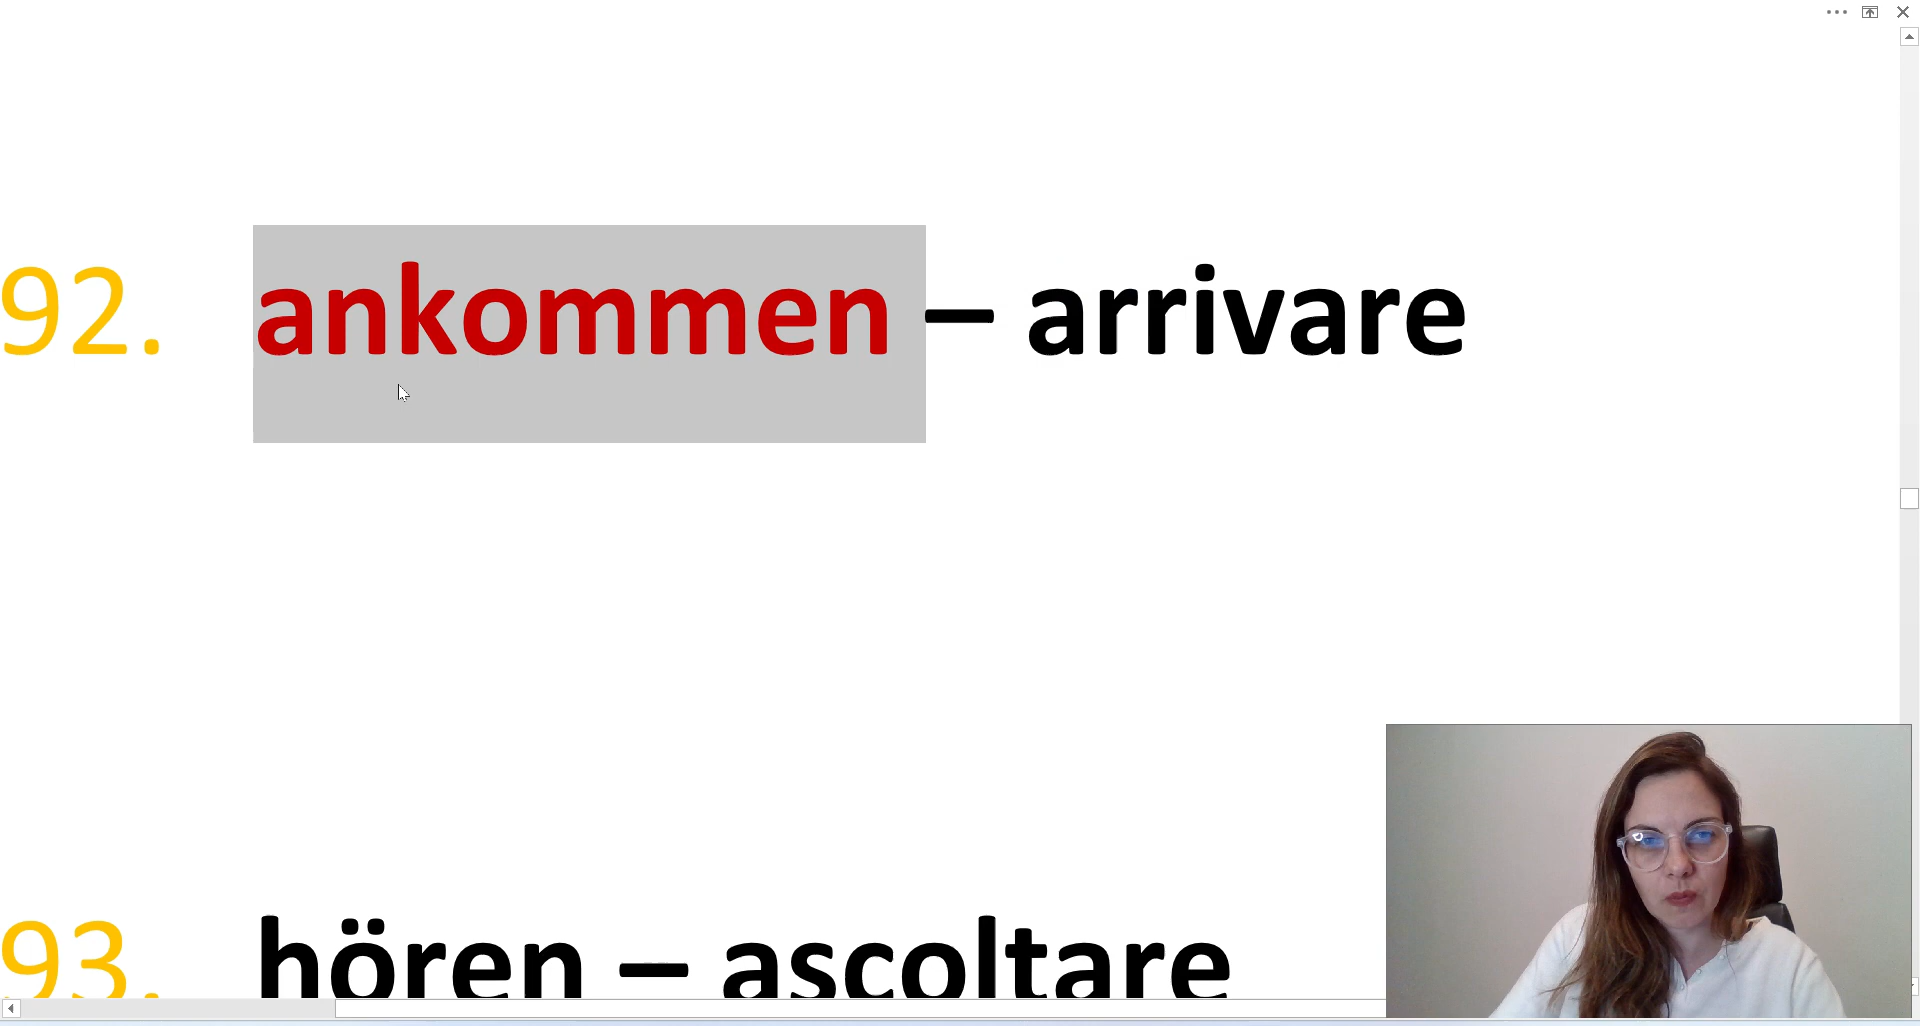 92. ankommen – arrivare
93. hören – ascoltare